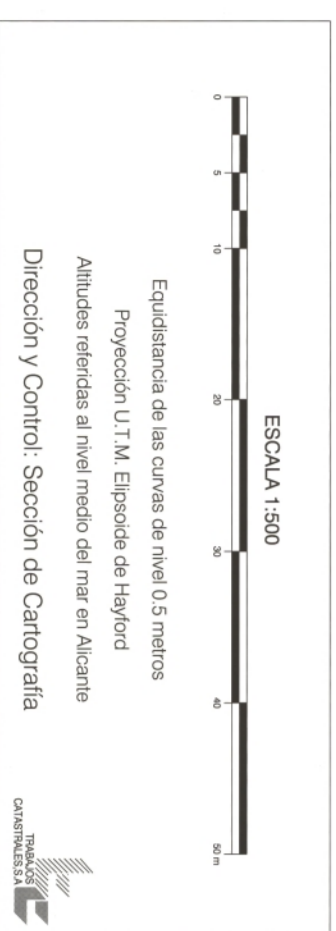 ESCALA 1:500
0 5 10 20 30 40 50 m
Equidistancia de las curvas de nivel 0.5 metros
Proyección U.T.M. Elipsoide de Hayford
Altitudes referidas al nivel medio del mar en Alicante
Dirección y Control: Sección de Cartografía
TRABAJOS
CATASTRALES,S.A